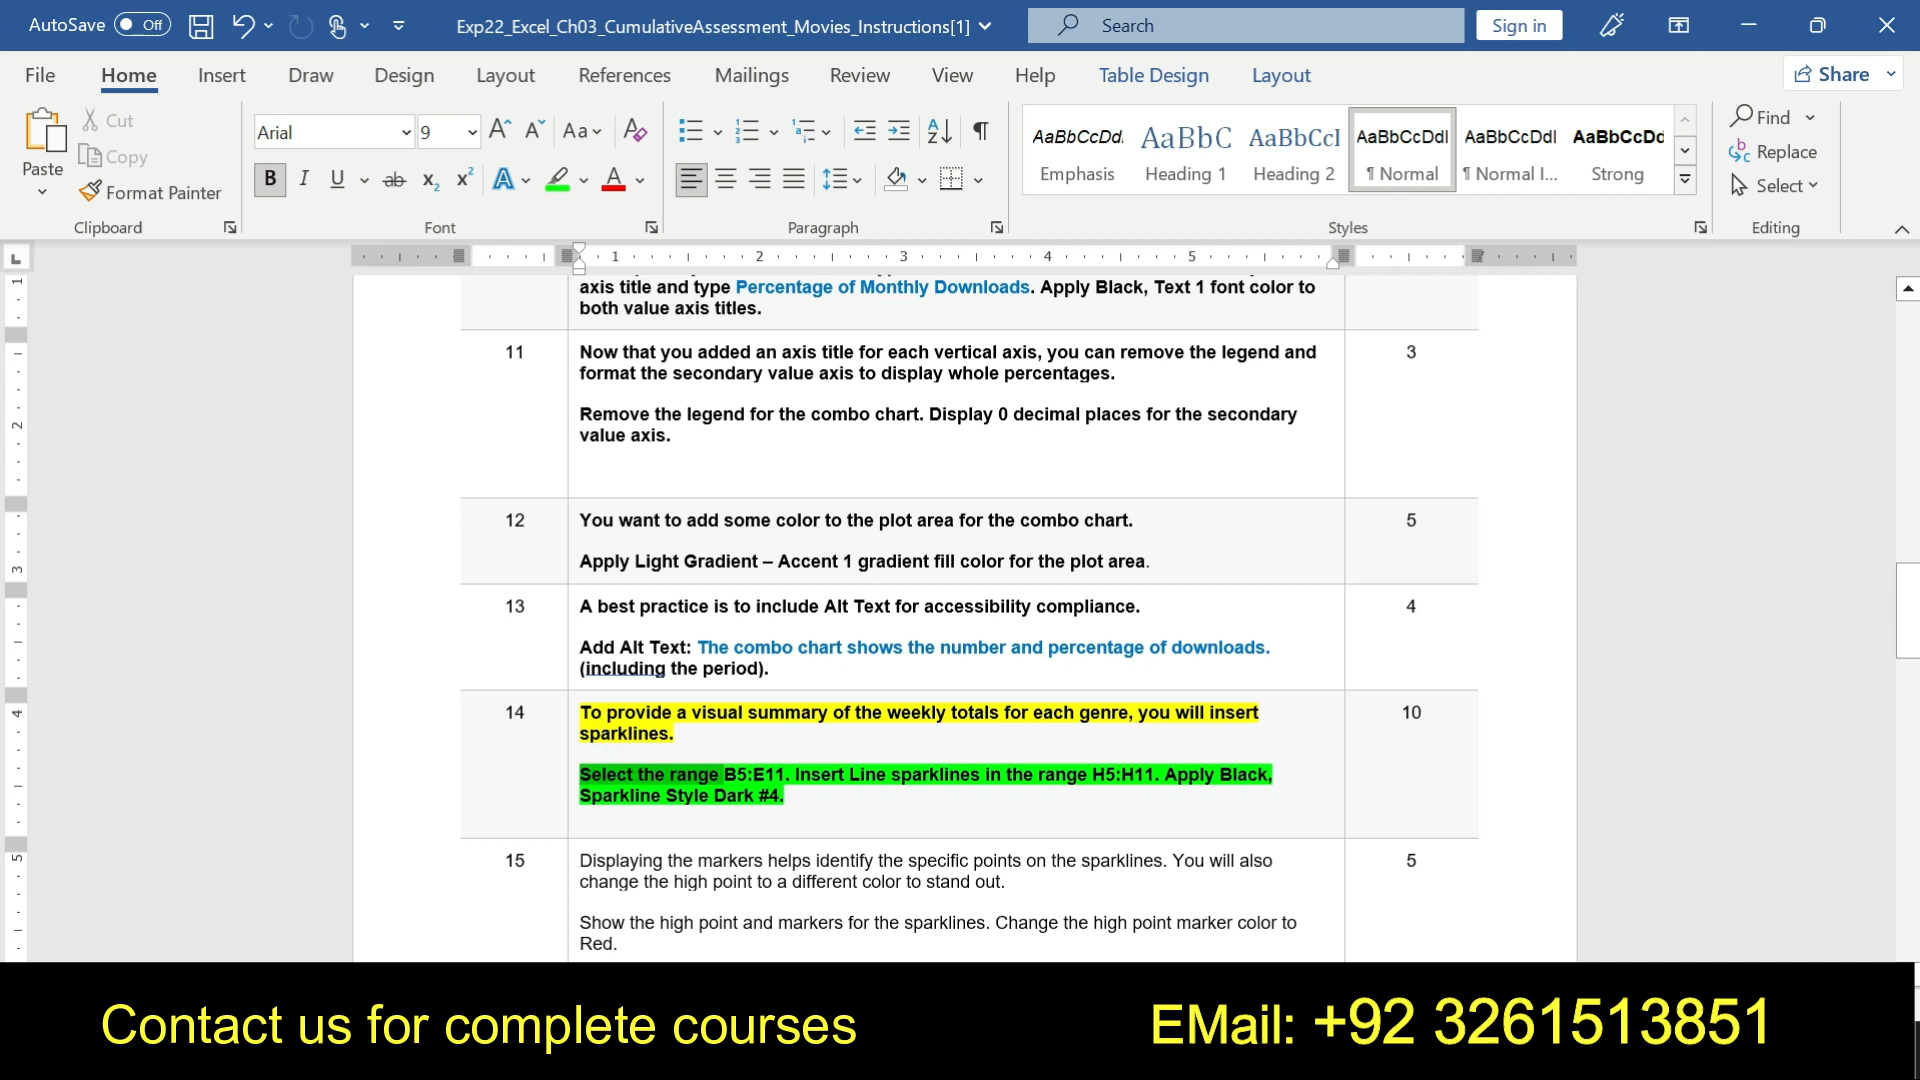 AutoSave Off Exp22_Excel_Ch03_CumulativeAssessment_Movies_Instructions[1] Search Sign in
File Home Insert Draw Design Layout References Mailings Review View Help Table Design Layout Share
Paste
Cut
Copy
Format Painter
Clipboard
Arial 9
Font
Paragraph
AaBbCcDd AaBbC AaBbCcI AaBbCcDdI AaBbCcDdI AaBbCcDd
Emphasis Heading 1 Heading 2 ¶ Normal ¶ Normal I... Strong
Styles
Find
Replace
Select
Editing
1 2 3 4 5
axis title and type Percentage of Monthly Downloads. Apply Black, Text 1 font color to
both value axis titles.
11 Now that you added an axis title for each vertical axis, you can remove the legend and 3
format the secondary value axis to display whole percentages.
Remove the legend for the combo chart. Display 0 decimal places for the secondary
value axis.
12 You want to add some color to the plot area for the combo chart. 5
Apply Light Gradient – Accent 1 gradient fill color for the plot area.
13 A best practice is to include Alt Text for accessibility compliance. 4
Add Alt Text: The combo chart shows the number and percentage of downloads.
(including the period).
14 To provide a visual summary of the weekly totals for each genre, you will insert 10
sparklines.
Select the range B5:E11. Insert Line sparklines in the range H5:H11. Apply Black,
Sparkline Style Dark #4.
15 Displaying the markers helps identify the specific points on the sparklines. You will also 5
change the high point to a different color to stand out.
Show the high point and markers for the sparklines. Change the high point marker color to
Red.
Contact us for complete courses EMail: +92 3261513851